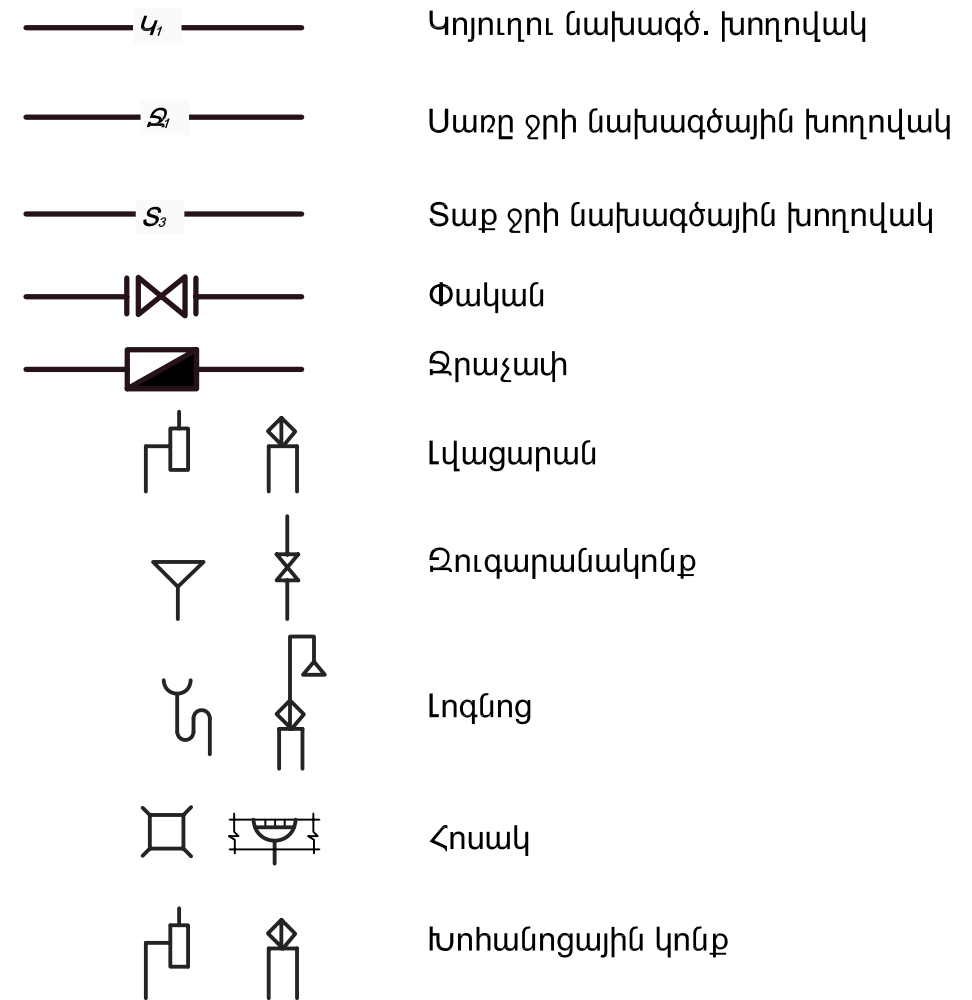 Կ1 Կոյուղու նախագծ. խողովակ
Ջ1 Սառը ջրի նախագծային խողովակ
Տ3 Տաք ջրի նախագծային խողովակ
Փական
Ջրաչափ
Լվացարան
Զուգարանակոնք
Լոգնոց
Հոսակ
Խոհանոցային կոնք